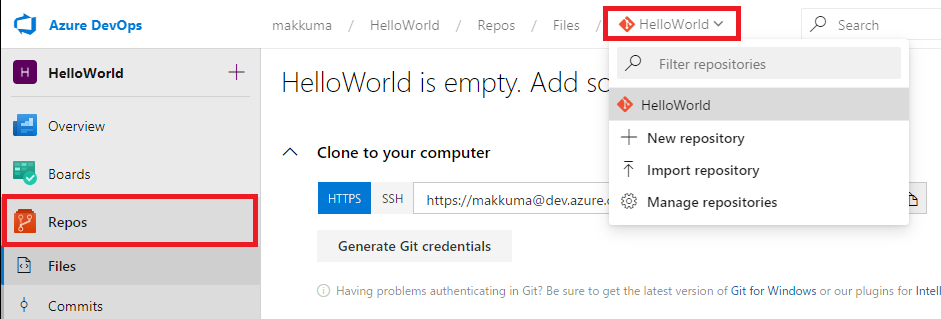 Azure DevOps
makkuma / HelloWorld / Repos / Files / HelloWorld
Search
H HelloWorld +
Overview
Boards
Repos
Files
Commits
HelloWorld is empty. Add
Filter repositories
HelloWorld
New repository
Import repository
Manage repositories
Clone to your computer
HTTPS SSH https://makkuma@dev.azure.
Generate Git credentials
Having problems authenticating in Git? Be sure to get the latest version of Git for Windows or our plugins for